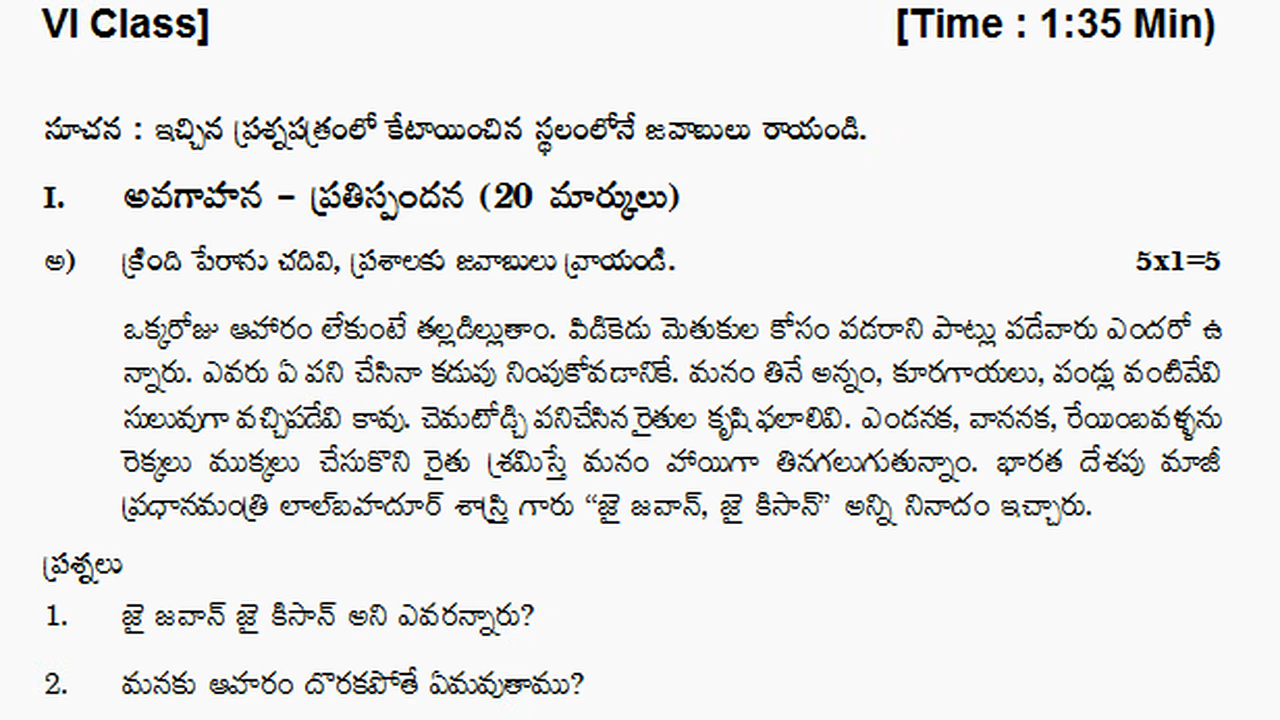 VI Class] [Time : 1:35 Min)
సూచన : ఇచ్చిన ప్రశ్నపత్రంలో కేటాయించిన స్థలంలోనే జవాబులు రాయండి.
I. అవగాహన – ప్రతిస్పందన (20 మార్కులు)
అ) క్రింది పేరాను చదివి, ప్రశాలకు జవాబులు వ్రాయండి. 5x1=5
ఒక్కరోజు ఆహారం లేకుంటే తల్లడిల్లుతాం. పిడికెడు మెతుకుల కోసం వడరాని పాట్లు వడేవారు ఎందరో ఉ
న్నారు. ఎవరు ఏ పని చేసినా కడుపు నింపుకోవడానికే. మనం తినే అన్నం, కూరగాయలు, పండ్లు వంటివేవి
సులువుగా వచ్చిపడేవి కావు. చెమటోడ్చి పనిచేసిన రైతుల కృషి ఫలాలివి. ఎండనక, వాననక, రేయింబవళ్ళను
రెక్కలు ముక్కలు చేసుకొని రైతు శ్రమిస్తే మనం హాయిగా తినగలుగుతున్నాం. భారత దేశపు మాజీ
ప్రధానమంత్రి లాల్‌బహదూర్ శాస్త్రి గారు “జై జవాన్, జై కిసాన్” అన్ని నినాదం ఇచ్చారు.
ప్రశ్నలు
1. జై జవాన్ జై కిసాన్ అని ఎవరన్నారు?
2. మనకు ఆహారం దొరకపోతే ఏమవుతాము?